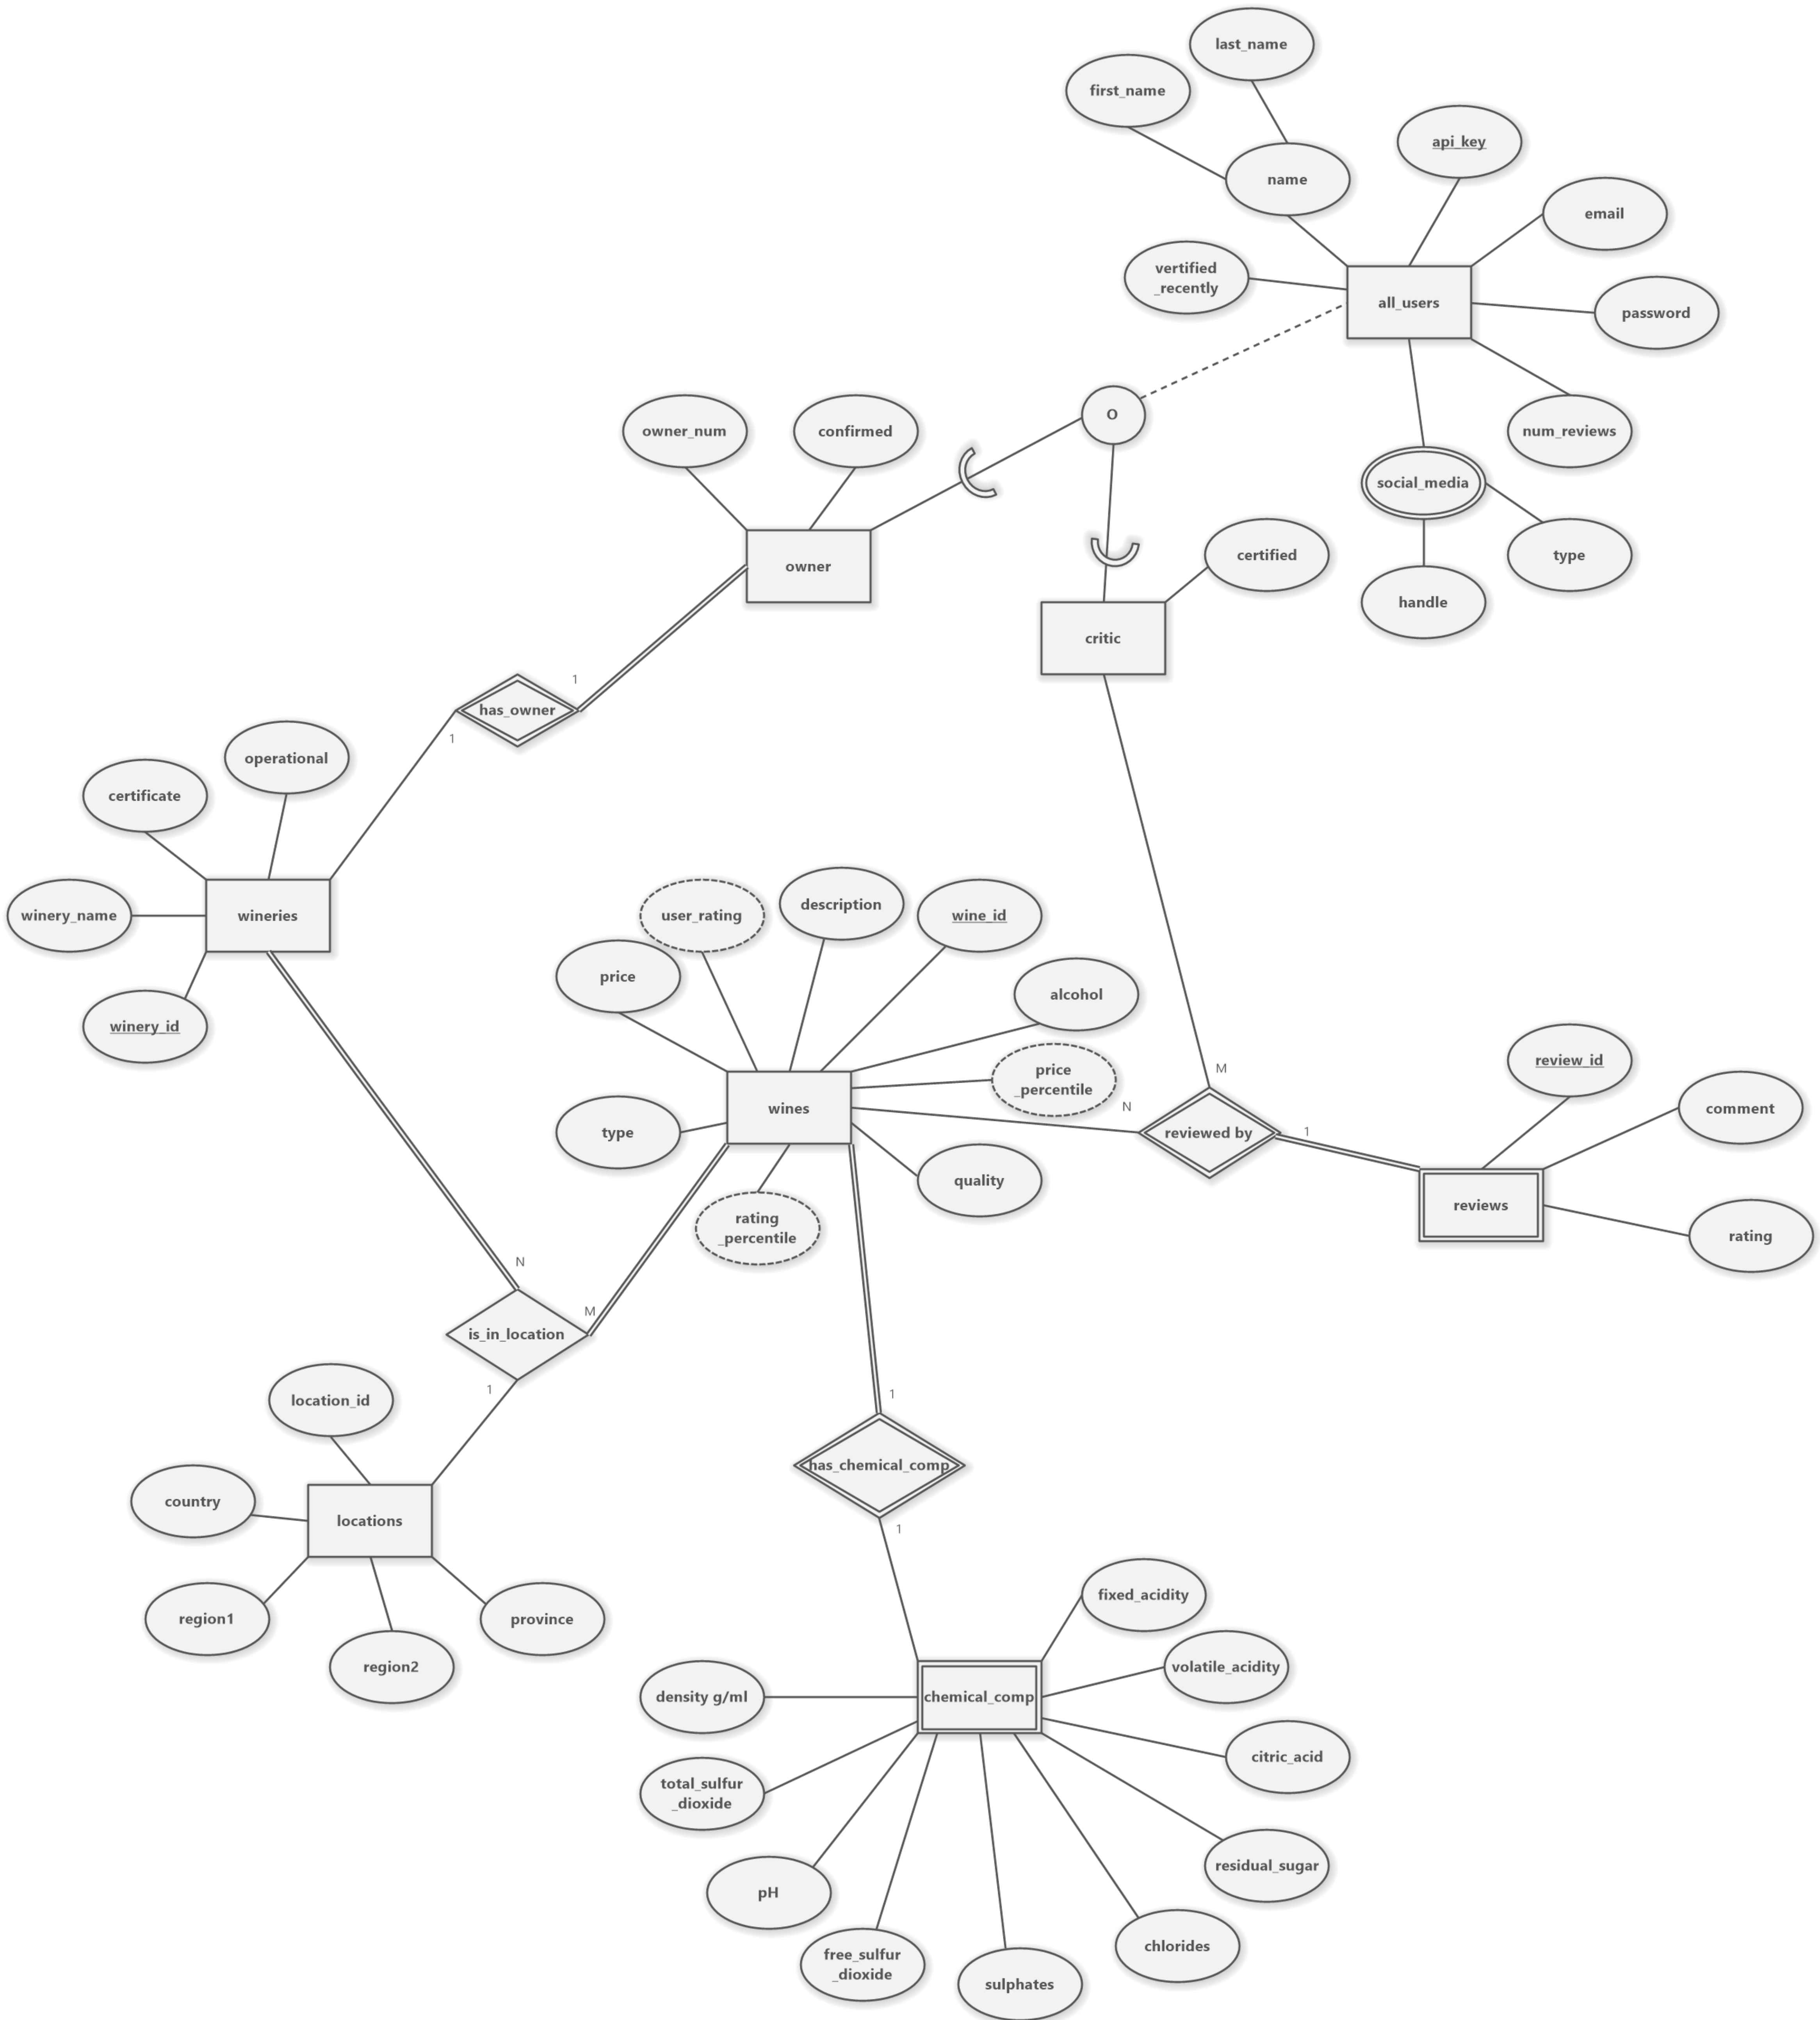 last_name
first_name
api_key
name
email
vertified
_recently
all_users
password
O
owner_num
confirmed
num_reviews
social_media
certified
type
owner
handle
critic
1
has_owner
1
operational
certificate
user_rating
description
wine_id
winery_name
wineries
price
alcohol
winery_id
review_id
M
price
_percentile
N
wines
comment
type
reviewed by
1
quality
reviews
rating
_percentile
rating
N
M
is_in_location
1
1
location_id
has_chemical_comp
country
locations
1
fixed_acidity
region1
province
region2
volatile_acidity
density g/ml
chemical_comp
citric_acid
total_sulfur
_dioxide
residual_sugar
pH
chlorides
free_sulfur
_dioxide
sulphates